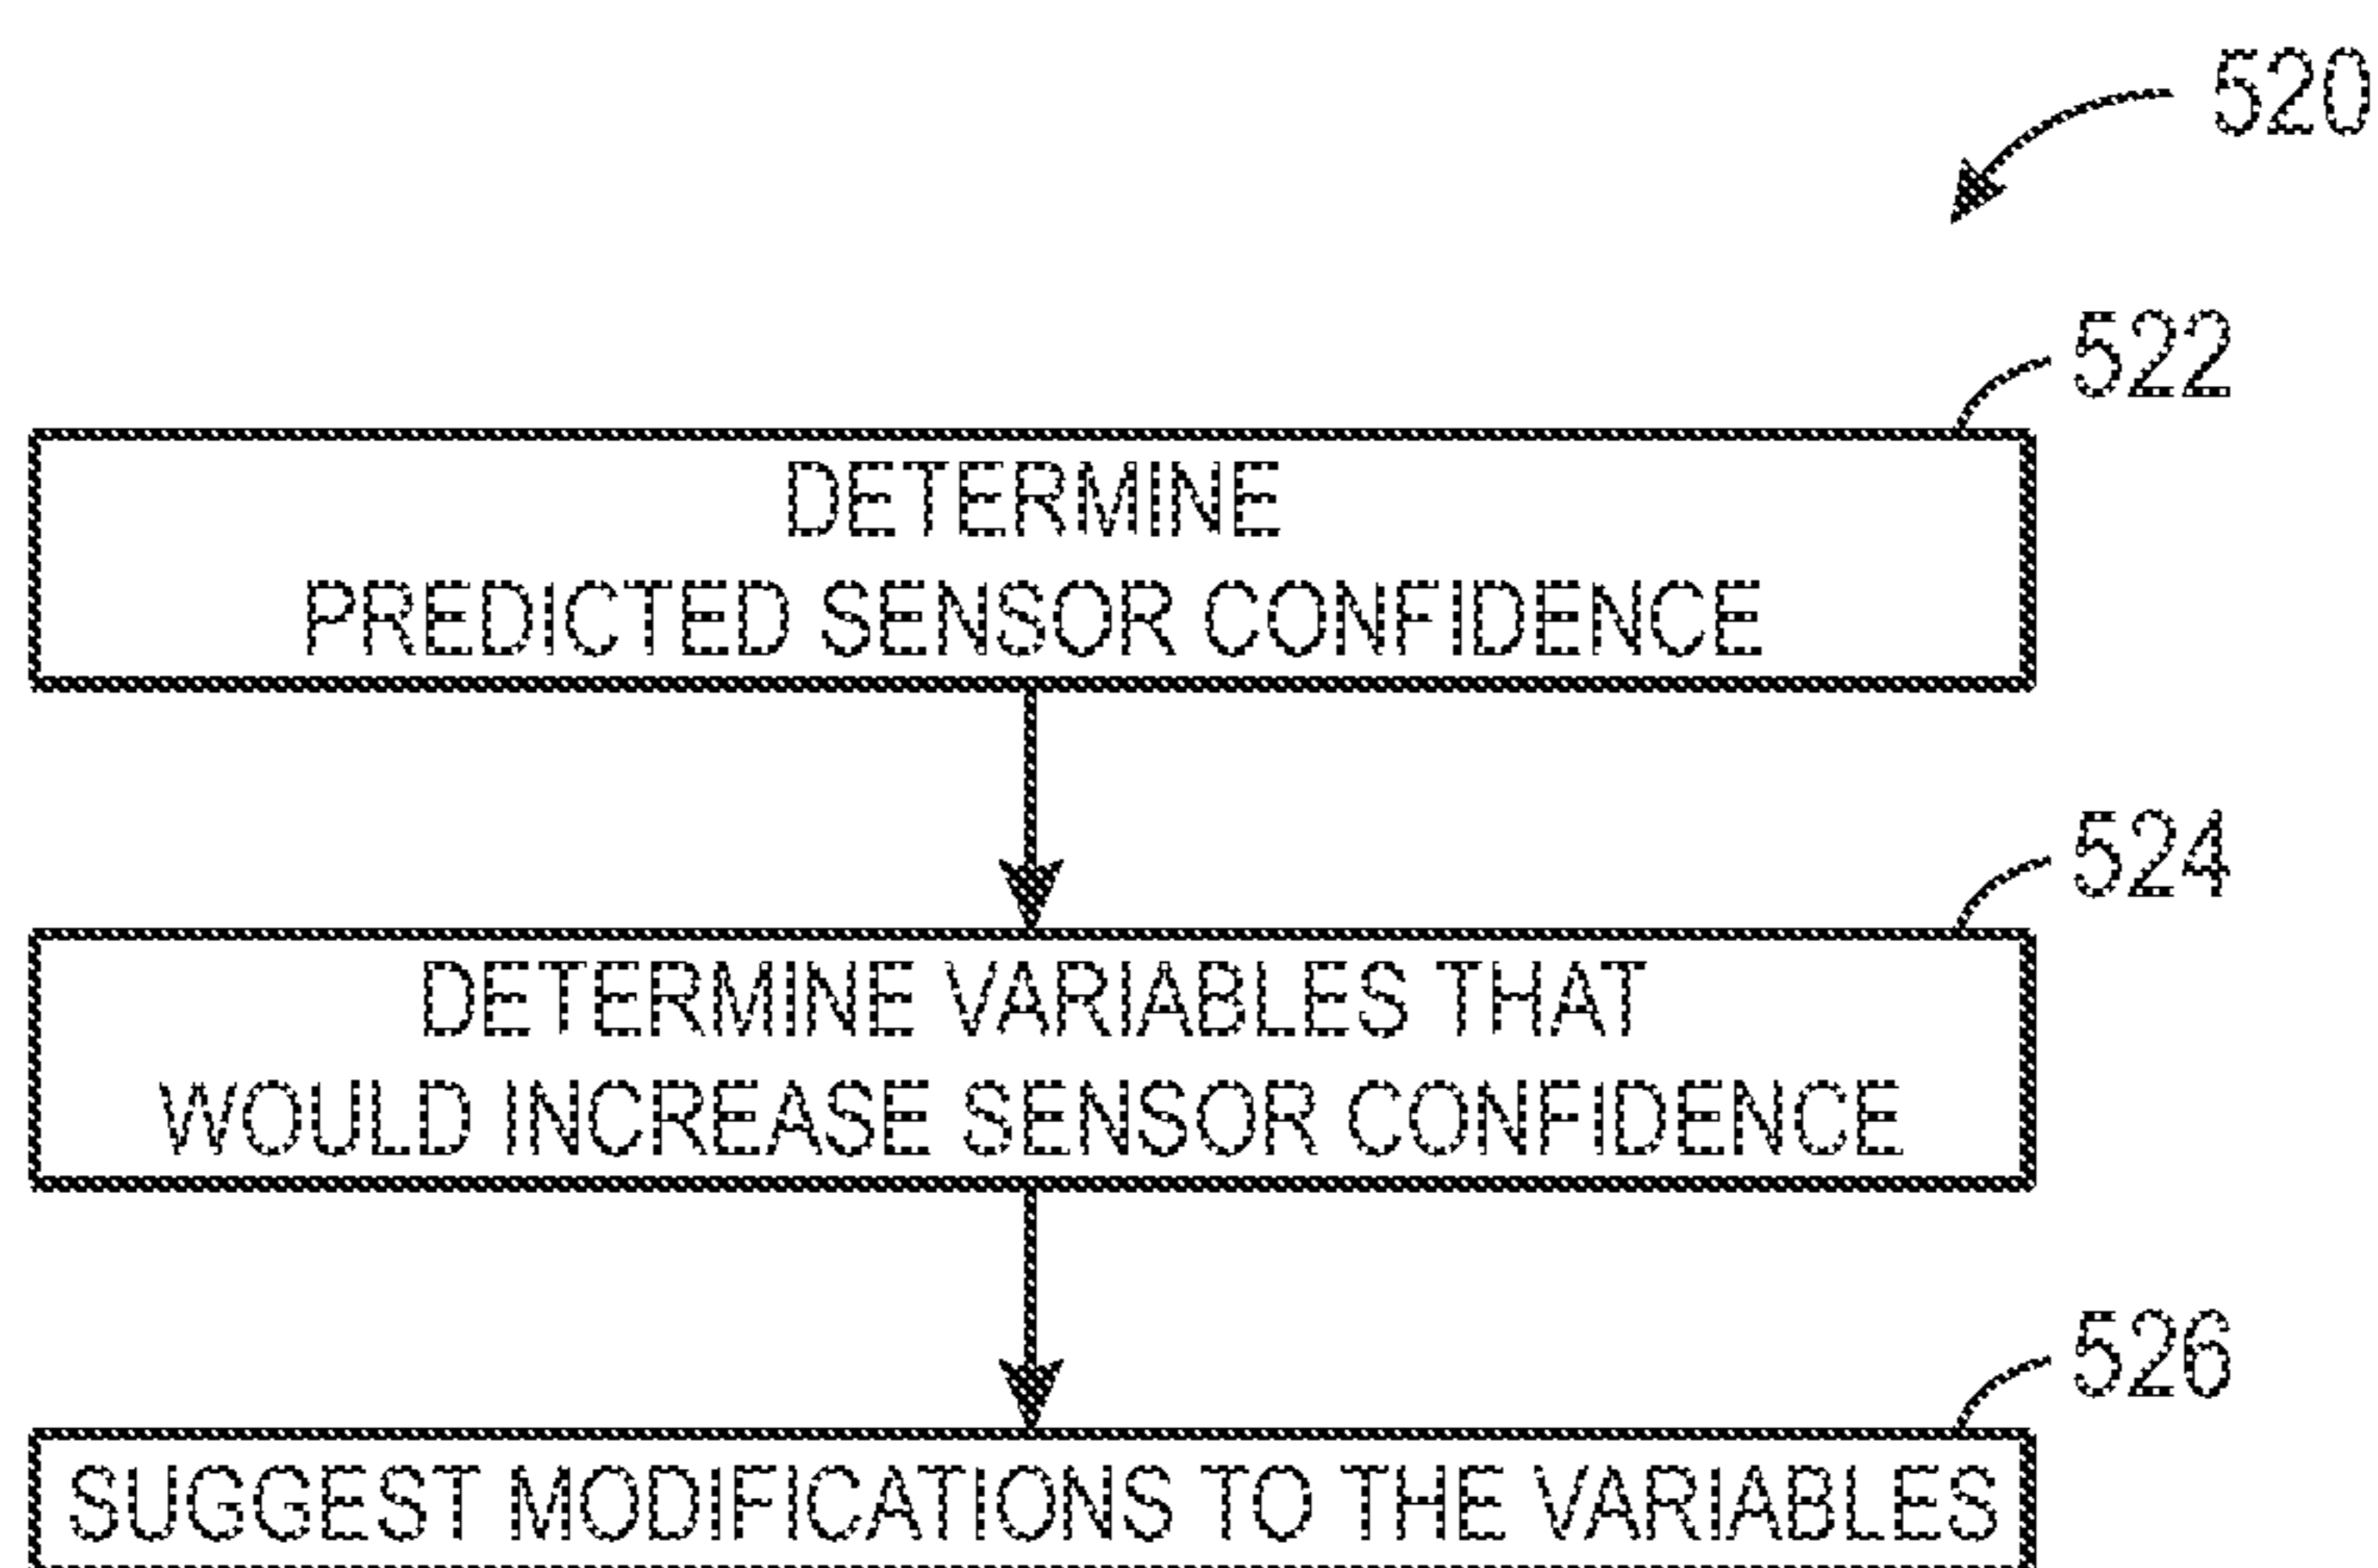 520
522
DETERMINE
PREDICTED SENSOR CONFIDENCE
524
DETERMINE VARIABLES THAT
WOULD INCREASE SENSOR CONFIDENCE
526
SUGGEST MODIFICATIONS TO THE VARIABLES